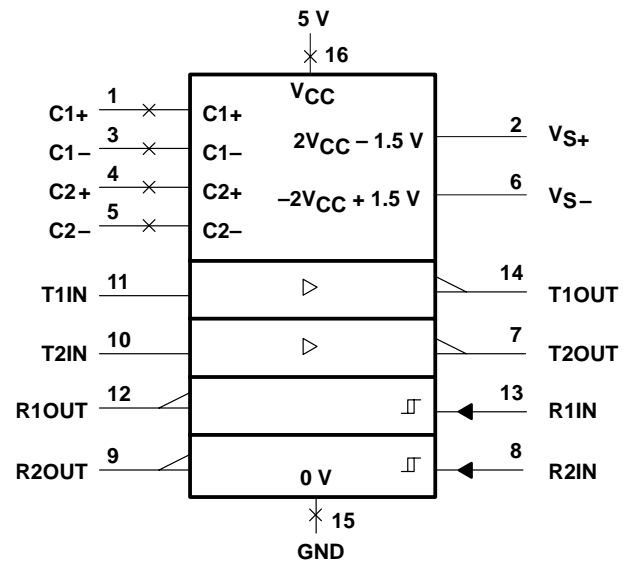 5 V
16
VCC
C1+ 1 C1+
C1− 3 C1−
C2+ 4 C2+
C2− 5 C2−
2VCC − 1.5 V 2 VS+
−2VCC + 1.5 V 6 VS−
T1IN 11 14 T1OUT
T2IN 10 7 T2OUT
R1OUT 12 13 R1IN
R2OUT 9 8 R2IN
0 V
15
GND